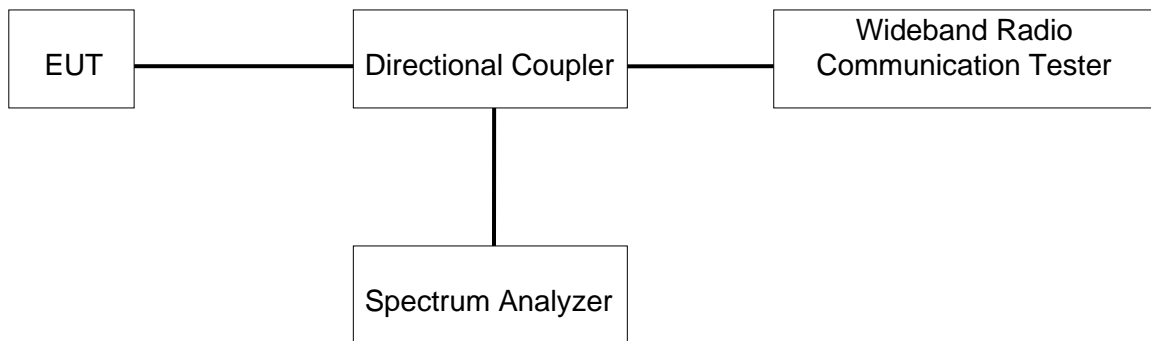 EUT
Directional Coupler
Wideband Radio
Communication Tester
Spectrum Analyzer